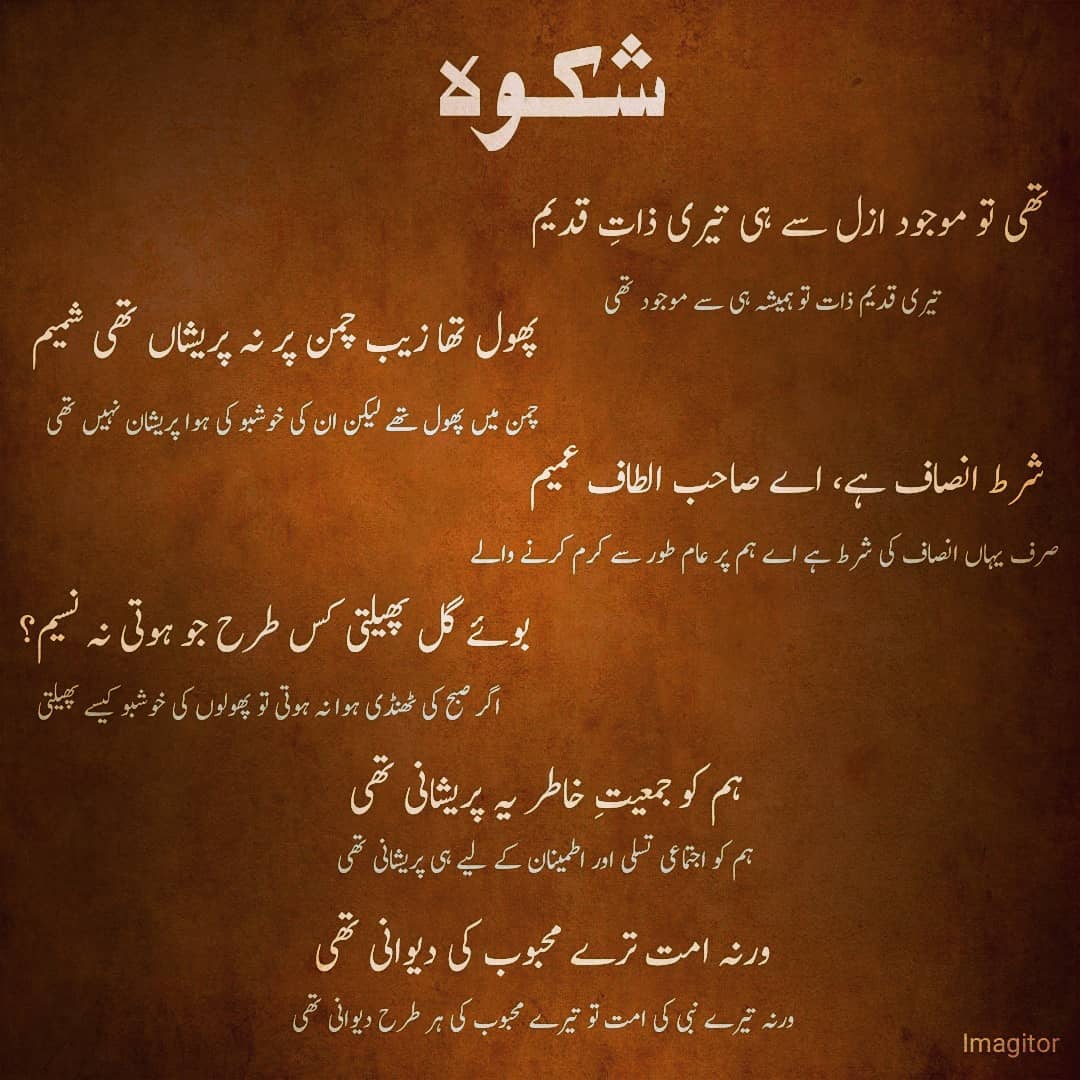 شکوہ
تھی تو موجود ازل سے ہی تیری ذاتِ قدیم
تیری قدیم ذات تو ہمیشہ ہی سے موجود تھی
پھول تھا زیب چمن پر نہ پریشاں تھی شمیم
چمن میں پھول تھے لیکن ان کی خوشبو کی ہوا پریشان نہیں تھی
شرط انصاف ہے، اے صاحب الطاف عمیم
صرف یہاں انصاف کی شرط ہے اے ہم پر عام طور سے کرم کرنے والے
بوئے گل پھیلتی کس طرح جو ہوتی نہ نسیم؟
اگر صبح کی ٹھنڈی ہوا نہ ہوتی تو پھولوں کی خوشبو کیسے پھیلتی
ہم کو جمعیتِ خاطر یہ پریشانی تھی
ہم کو اجتماعی تسلی اور اطمینان کے لیے ہی پریشانی تھی
ورنہ امت ترے محبوب کی دیوانی تھی
ورنہ تیرے نبی کی امت تو تیرے محبوب کی ہر طرح دیوانی تھی
Imagitor